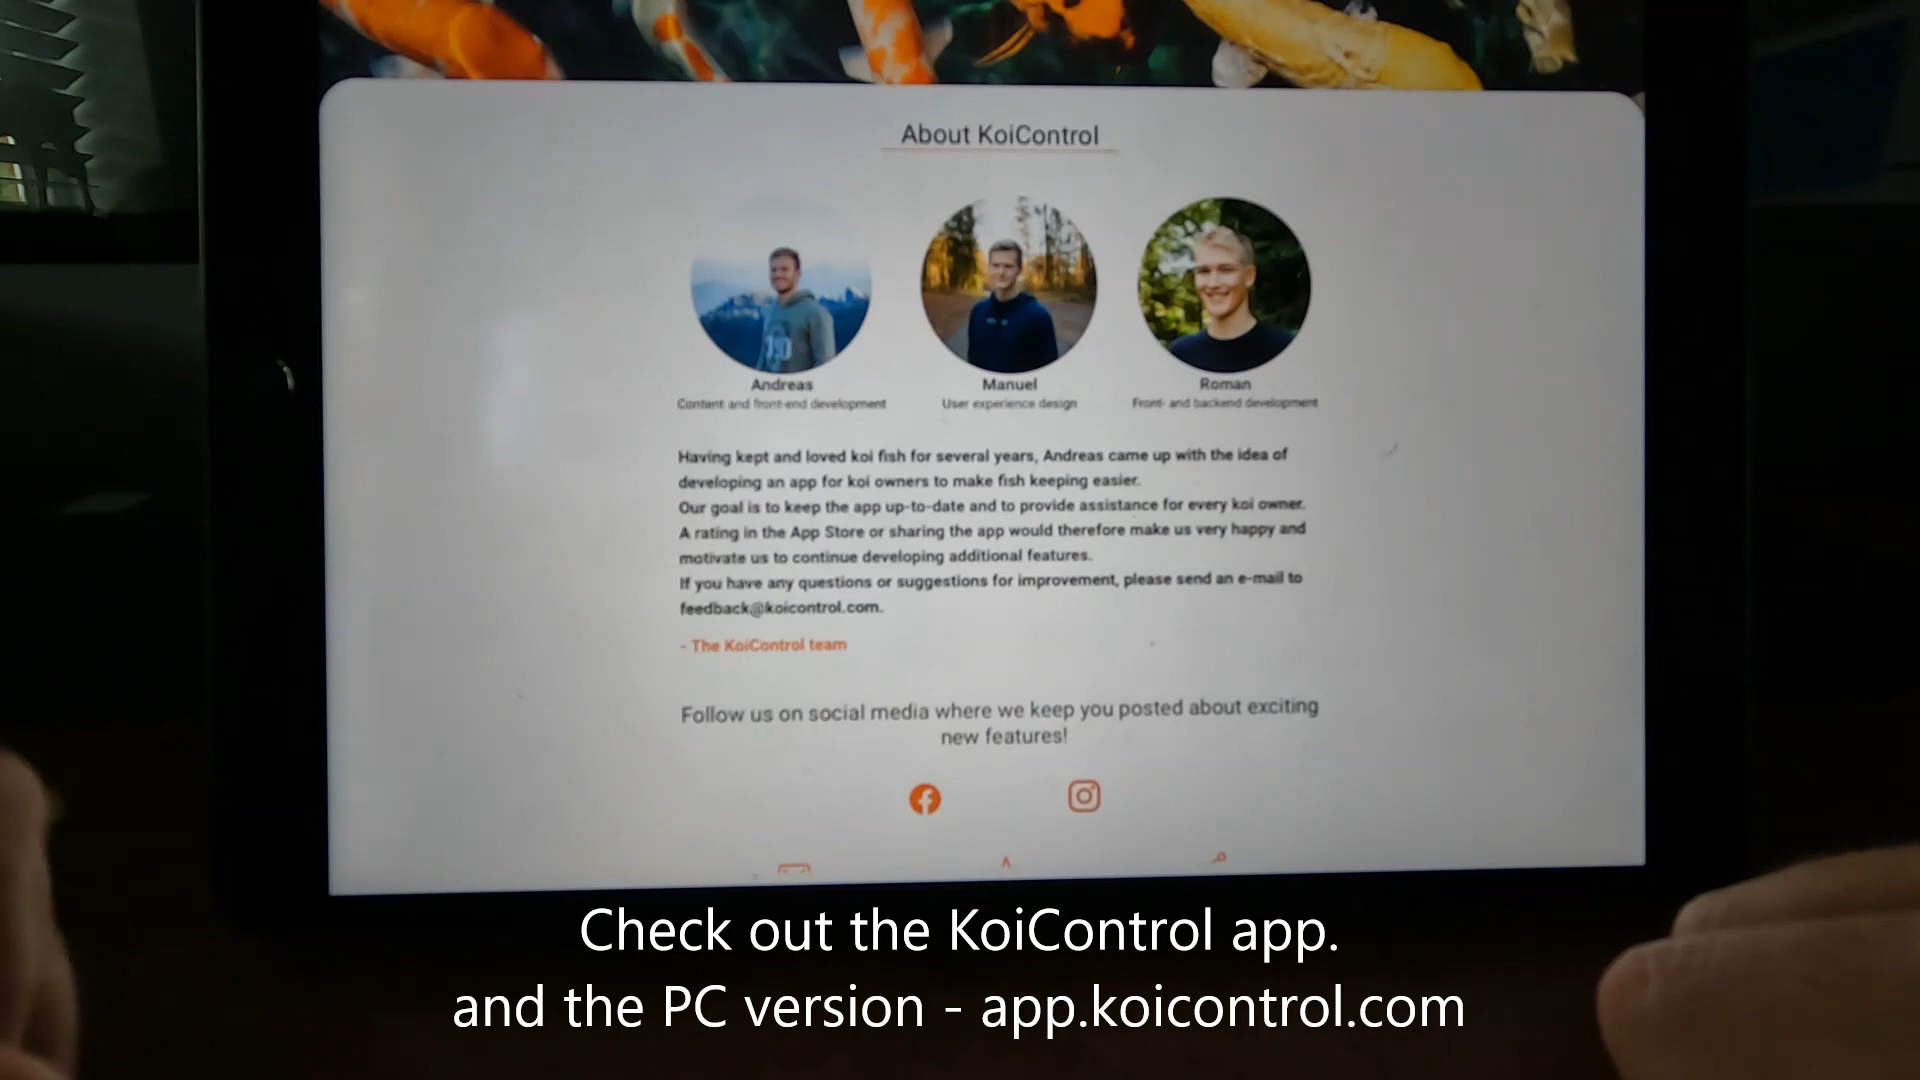 About KoiControl
Andreas
Manuel
Roman
Content and front-end development
User experience design
Front- and backend development
Having kept and loved koi fish for several years, Andreas came up with the idea of
developing an app for koi owners to make fish keeping easier.
Our goal is to keep the app up-to-date and to provide assistance for every koi owner.
A rating in the App Store or sharing the app would therefore make us very happy and
motivate us to continue developing additional features.
If you have any questions or suggestions for improvement, please send an e-mail to
feedback@koicontrol.com.
- The KoiControl team
Follow us on social media where we keep you posted about exciting
new features!
Check out the KoiControl app.
and the PC version - app.koicontrol.com